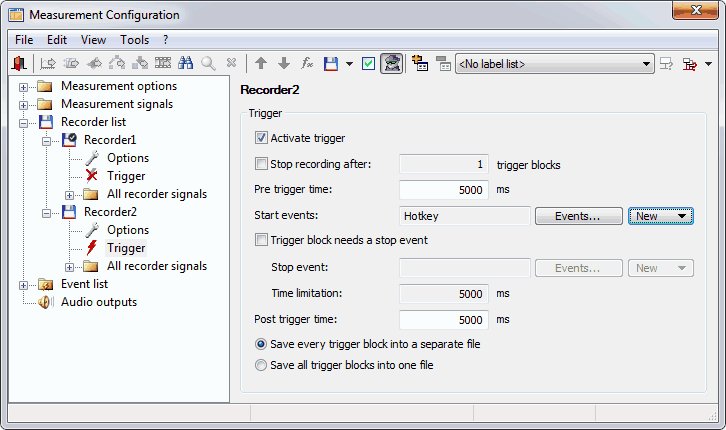 Measurement Configuration
File Edit View Tools ?
fx <No label list>
Measurement options
Measurement signals
Recorder list
Recorder1
Options
Trigger
All recorder signals
Recorder2
Options
Trigger
All recorder signals
Event list
Audio outputs
Recorder2
Trigger
Activate trigger
Stop recording after: 1 trigger blocks
Pre trigger time: 5000 ms
Start events: Hotkey Events... New
Trigger block needs a stop event
Stop event: Events... New
Time limitation: 5000 ms
Post trigger time: 5000 ms
Save every trigger block into a separate file
Save all trigger blocks into one file